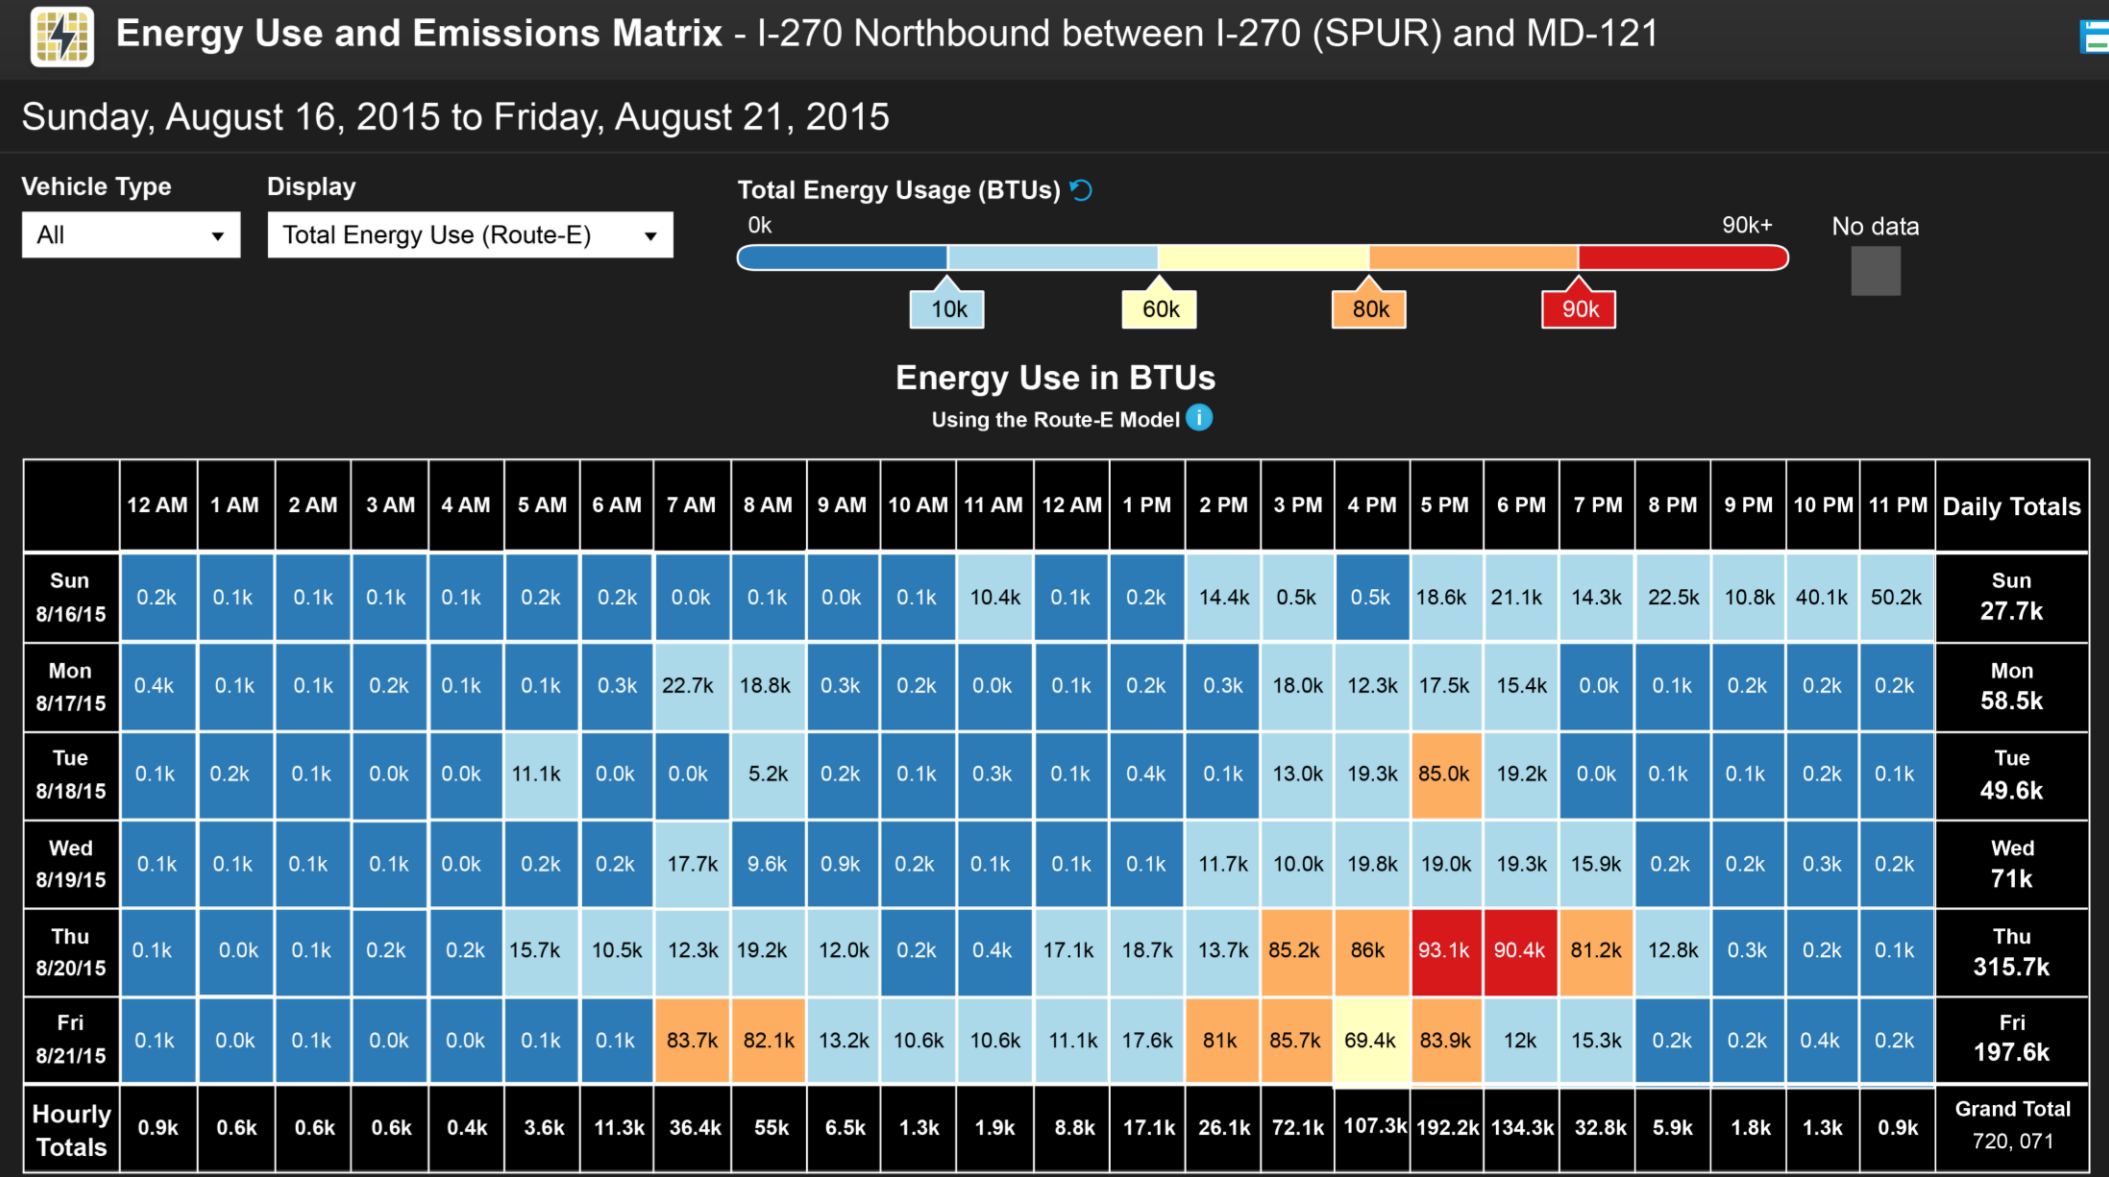 Energy Use and Emissions Matrix - I-270 Northbound between I-270 (SPUR) and MD-121
Sunday, August 16, 2015 to Friday, August 21, 2015
Vehicle Type Display
All Total Energy Use (Route-E)
Total Energy Usage (BTUs)
0k 90k+ No data
10k 60k 80k 90k
Energy Use in BTUs
Using the Route-E Model i
12 AM 1 AM 2 AM 3 AM 4 AM 5 AM 6 AM 7 AM 8 AM 9 AM 10 AM 11 AM 12 AM 1 PM 2 PM 3 PM 4 PM 5 PM 6 PM 7 PM 8 PM 9 PM 10 PM 11 PM Daily Totals
Sun 8/16/15 0.2k 0.1k 0.1k 0.1k 0.1k 0.2k 0.2k 0.0k 0.1k 0.0k 0.1k 10.4k 0.1k 0.2k 14.4k 0.5k 0.5k 18.6k 21.1k 14.3k 22.5k 10.8k 40.1k 50.2k Sun 27.7k
Mon 8/17/15 0.4k 0.1k 0.1k 0.2k 0.1k 0.1k 0.3k 22.7k 18.8k 0.3k 0.2k 0.0k 0.1k 0.2k 0.3k 18.0k 12.3k 17.5k 15.4k 0.0k 0.1k 0.2k 0.2k 0.2k Mon 58.5k
Tue 8/18/15 0.1k 0.2k 0.1k 0.0k 0.0k 11.1k 0.0k 0.0k 5.2k 0.2k 0.1k 0.3k 0.1k 0.4k 0.1k 13.0k 19.3k 85.0k 19.2k 0.0k 0.1k 0.1k 0.2k 0.1k Tue 49.6k
Wed 8/19/15 0.1k 0.1k 0.1k 0.1k 0.0k 0.2k 0.2k 17.7k 9.6k 0.9k 0.2k 0.1k 0.1k 0.1k 11.7k 10.0k 19.8k 19.0k 19.3k 15.9k 0.2k 0.2k 0.3k 0.2k Wed 71k
Thu 8/20/15 0.1k 0.0k 0.1k 0.2k 0.2k 15.7k 10.5k 12.3k 19.2k 12.0k 0.2k 0.4k 17.1k 18.7k 13.7k 85.2k 86k 93.1k 90.4k 81.2k 12.8k 0.3k 0.2k 0.1k Thu 315.7k
Fri 8/21/15 0.1k 0.0k 0.1k 0.0k 0.0k 0.1k 0.1k 83.7k 82.1k 13.2k 10.6k 10.6k 11.1k 17.6k 81k 85.7k 69.4k 83.9k 12k 15.3k 0.2k 0.2k 0.4k 0.2k Fri 197.6k
Hourly Totals 0.9k 0.6k 0.6k 0.6k 0.4k 3.6k 11.3k 36.4k 55k 6.5k 1.3k 1.9k 8.8k 17.1k 26.1k 72.1k 107.3k 192.2k 134.3k 32.8k 5.9k 1.8k 1.3k 0.9k Grand Total 720, 071